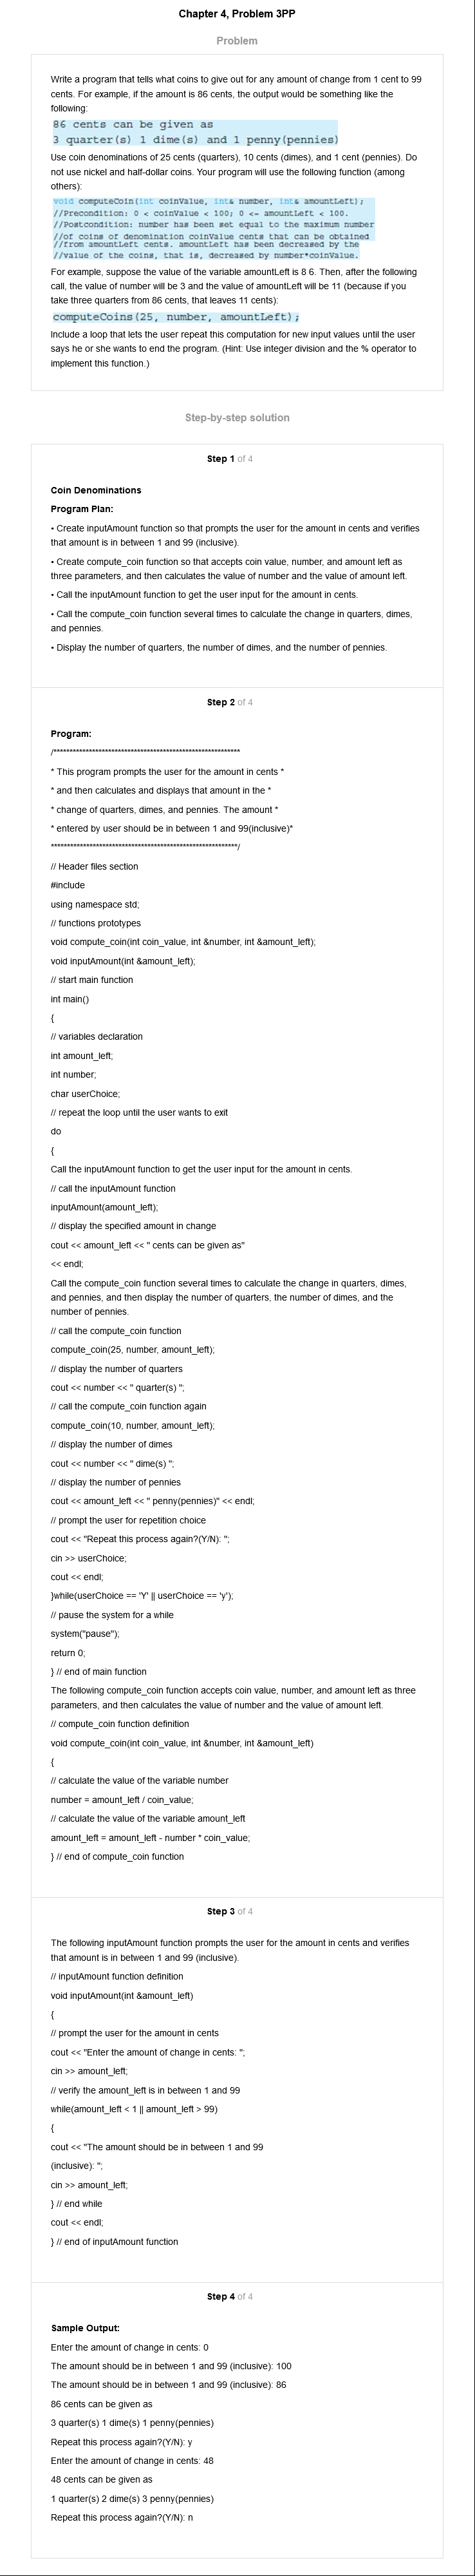 Chapter 4, Problem 3PP
Problem
Write a program that tells what coins to give out for any amount of change from 1 cent to 99
cents. For example, if the amount is 86 cents, the output would be something like the
following:
86 cents can be given as
3 quarter(s) 1 dime(s) and 1 penny(pennies)
Use coin denominations of 25 cents (quarters), 10 cents (dimes), and 1 cent (pennies). Do
not use nickel and half-dollar coins. Your program will use the following function (among
others):
void computeCoin(int coinValue, int& number, int& amountLeft);
//Precondition: 0 < coinValue < 100; 0 <= amountLeft < 100.
//Postcondition: number has been set equal to the maximum number
//of coins of denomination coinValue cents that can be obtained
//from amountLeft cents. amountLeft has been decreased by the
//value of the coins, that is, decreased by number*coinValue.
For example, suppose the value of the variable amountLeft is 8 6. Then, after the following
call, the value of number will be 3 and the value of amountLeft will be 11 (because if you
take three quarters from 86 cents, that leaves 11 cents):
computeCoins(25, number, amountLeft);
Include a loop that lets the user repeat this computation for new input values until the user
says he or she wants to end the program. (Hint: Use integer division and the % operator to
implement this function.)
Step-by-step solution
Step 1 of 4
Coin Denominations
Program Plan:
• Create inputAmount function so that prompts the user for the amount in cents and verifies
that amount is in between 1 and 99 (inclusive).
• Create compute_coin function so that accepts coin value, number, and amount left as
three parameters, and then calculates the value of number and the value of amount left.
• Call the inputAmount function to get the user input for the amount in cents.
• Call the compute_coin function several times to calculate the change in quarters, dimes,
and pennies.
• Display the number of quarters, the number of dimes, and the number of pennies.
Step 2 of 4
Program:
/**********************************************************
* This program prompts the user for the amount in cents *
* and then calculates and displays that amount in the *
* change of quarters, dimes, and pennies. The amount *
* entered by user should be in between 1 and 99(inclusive)*
**********************************************************/
// Header files section
#include
using namespace std;
// functions prototypes
void compute_coin(int coin_value, int &number, int &amount_left);
void inputAmount(int &amount_left);
// start main function
int main()
{
// variables declaration
int amount_left;
int number;
char userChoice;
// repeat the loop until the user wants to exit
do
{
Call the inputAmount function to get the user input for the amount in cents.
// call the inputAmount function
inputAmount(amount_left);
// display the specified amount in change
cout << amount_left << " cents can be given as"
<< endl;
Call the compute_coin function several times to calculate the change in quarters, dimes,
and pennies, and then display the number of quarters, the number of dimes, and the
number of pennies.
// call the compute_coin function
compute_coin(25, number, amount_left);
// display the number of quarters
cout << number << " quarter(s) ";
// call the compute_coin function again
compute_coin(10, number, amount_left);
// display the number of dimes
cout << number << " dime(s) ";
// display the number of pennies
cout << amount_left << " penny(pennies)" << endl;
// prompt the user for repetition choice
cout << "Repeat this process again?(Y/N): ";
cin >> userChoice;
cout << endl;
}while(userChoice == 'Y' || userChoice == 'y');
// pause the system for a while
system("pause");
return 0;
} // end of main function
The following compute_coin function accepts coin value, number, and amount left as three
parameters, and then calculates the value of number and the value of amount left.
// compute_coin function definition
void compute_coin(int coin_value, int &number, int &amount_left)
{
// calculate the value of the variable number
number = amount_left / coin_value;
// calculate the value of the variable amount_left
amount_left = amount_left - number * coin_value;
} // end of compute_coin function
Step 3 of 4
The following inputAmount function prompts the user for the amount in cents and verifies
that amount is in between 1 and 99 (inclusive).
// inputAmount function definition
void inputAmount(int &amount_left)
{
// prompt the user for the amount in cents
cout << "Enter the amount of change in cents: ";
cin >> amount_left;
// verify the amount_left is in between 1 and 99
while(amount_left < 1 || amount_left > 99)
{
cout << "The amount should be in between 1 and 99
(inclusive): ";
cin >> amount_left;
} // end while
cout << endl;
} // end of inputAmount function
Step 4 of 4
Sample Output:
Enter the amount of change in cents: 0
The amount should be in between 1 and 99 (inclusive): 100
The amount should be in between 1 and 99 (inclusive): 86
86 cents can be given as
3 quarter(s) 1 dime(s) 1 penny(pennies)
Repeat this process again?(Y/N): y
Enter the amount of change in cents: 48
48 cents can be given as
1 quarter(s) 2 dime(s) 3 penny(pennies)
Repeat this process again?(Y/N): n